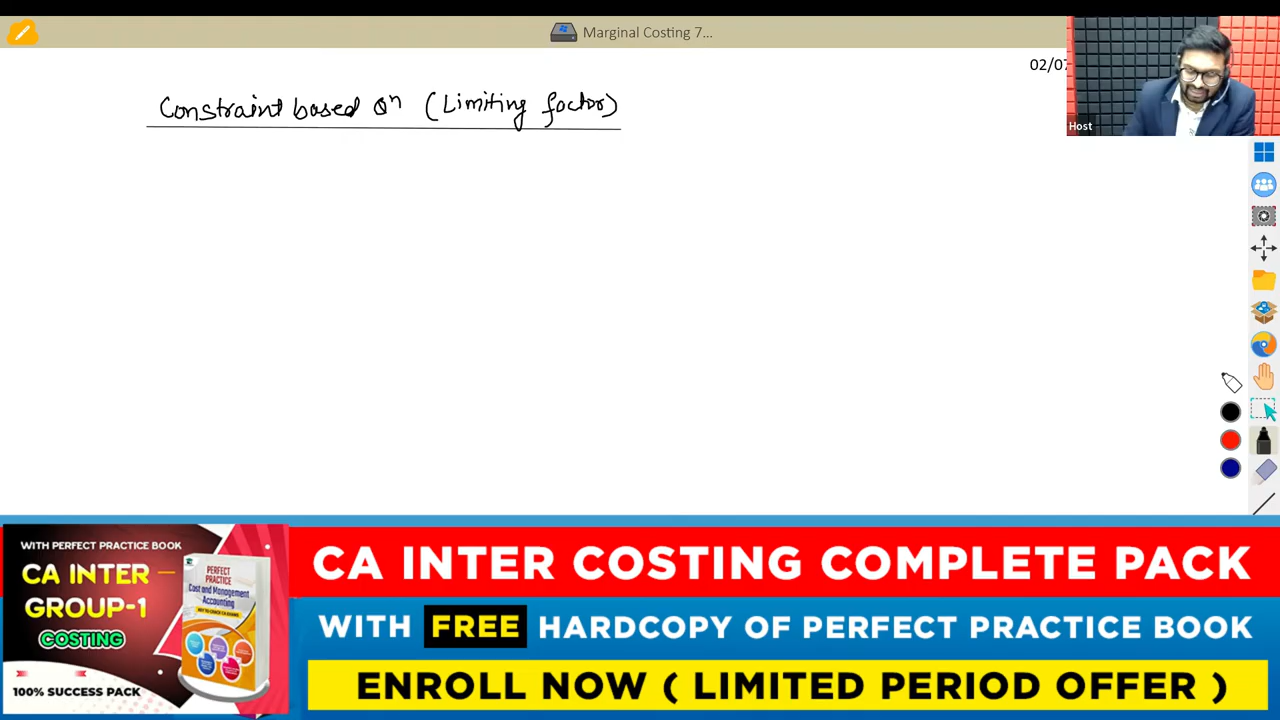 Marginal Costing 7...
02/07
Constraint based Qn (Limiting factor)
Host
WITH PERFECT PRACTICE BOOK
CA INTER
GROUP-1
COSTING
100% SUCCESS PACK
PERFECT
PRACTICE
Cost and Management
Accounting
CA INTER COSTING COMPLETE PACK
WITH FREE HARDCOPY OF PERFECT PRACTICE BOOK
ENROLL NOW ( LIMITED PERIOD OFFER )